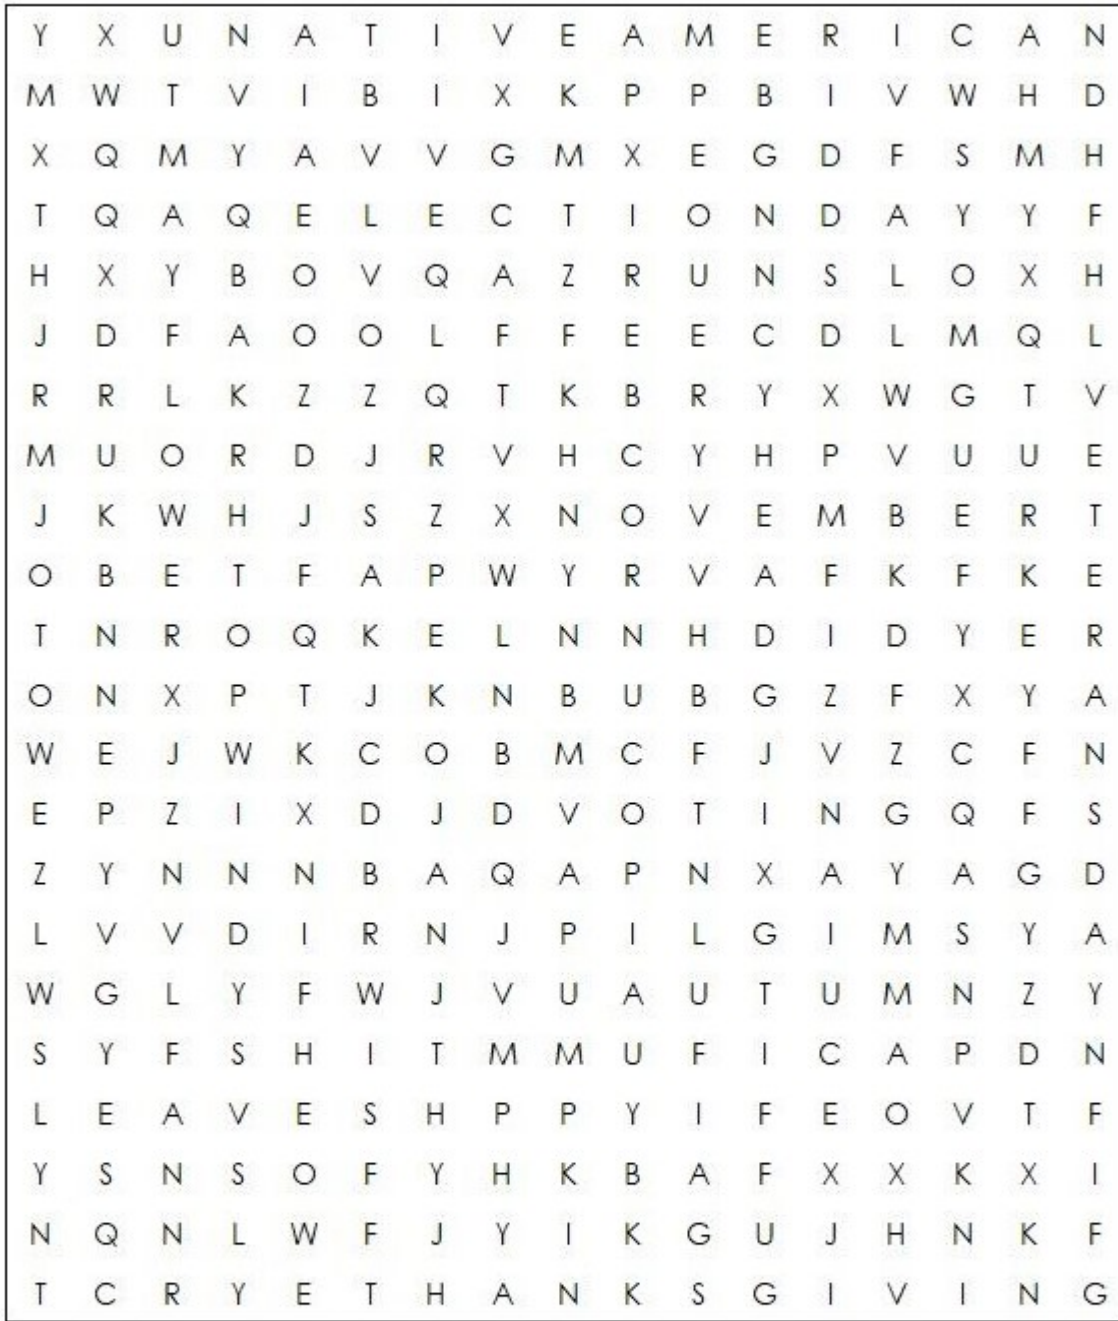 Y X U N A T I V E A M E R I C A N
M W T V I B I X K P P B I V W H D
X Q M Y A V V G M X E G D F S M H
T Q A Q E L E C T I O N D A Y Y F
H X Y B O V Q A Z R U N S L O X H
J D F A O O L F F E E C D L M Q L
R R L K Z Z Q T K B R Y X W G T V
M U O R D J R V H C Y H P V U U E
J K W H J S Z X N O V E M B E R T
O B E T F A P W Y R V A F K F K E
T N R O Q K E L N N H D I D Y E R
O N X P T J K N B U B G Z F X Y A
W E J W K C O B M C F J V Z C F N
E P Z I X D J D V O T I N G Q F S
Z Y N N N B A Q A P N X A Y A G D
L V V D I R N J P I L G I M S Y A
W G L Y F W J V U A U T U M N Z Y
S Y F S H I T M M U F I C A P D N
L E A V E S H P P Y I F E O V T F
Y S N S O F Y H K B A F X X K X I
N Q N L W F J Y I K G U J H N K F
T C R Y E T H A N K S G I V I N G